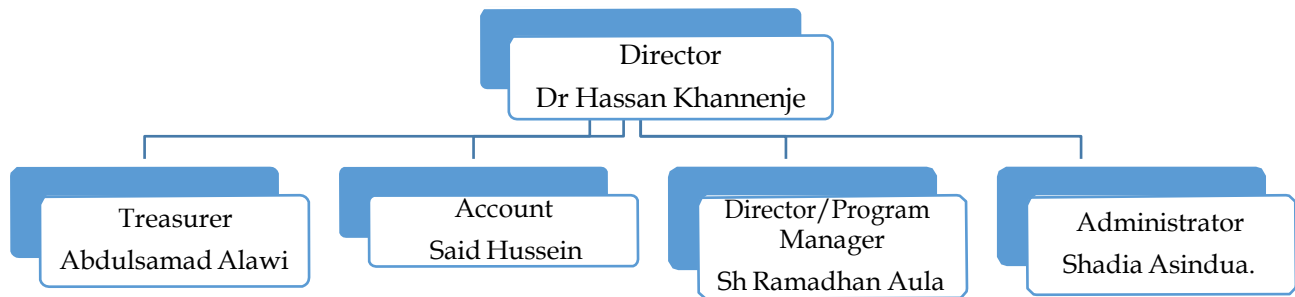 Director
Dr Hassan Khannenje
Treasurer
Abdulsamad Alawi
Account
Said Hussein
Director/Program
Manager
Sh Ramadhan Aula
Administrator
Shadia Asindua.